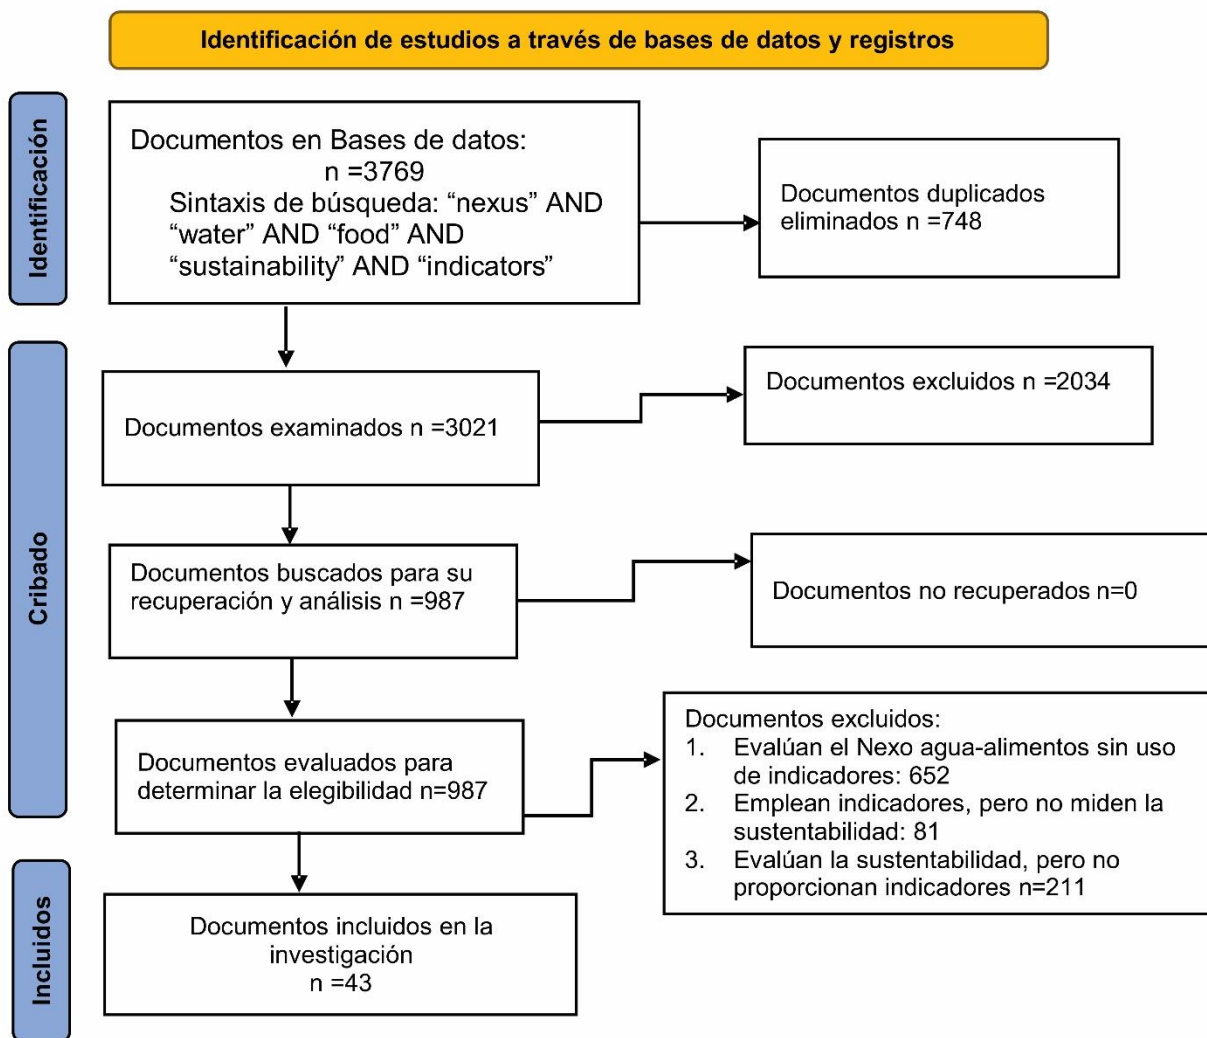 Identificación de estudios a través de bases de datos y registros
Identificación
Documentos en Bases de datos:
n =3769
Sintaxis de búsqueda: “nexus” AND
“water” AND “food” AND
“sustainability” AND “indicators”
Documentos duplicados
eliminados n =748
Cribado
Documentos examinados n =3021
Documentos excluidos n =2034
Documentos buscados para su
recuperación y análisis n =987
Documentos no recuperados n=0
Documentos evaluados para
determinar la elegibilidad n=987
Documentos excluidos:
1. Evalúan el Nexo agua-alimentos sin uso
de indicadores: 652
2. Emplean indicadores, pero no miden la
sustentabilidad: 81
3. Evalúan la sustentabilidad, pero no
proporcionan indicadores n=211
Incluidos
Documentos incluidos en la
investigación
n =43